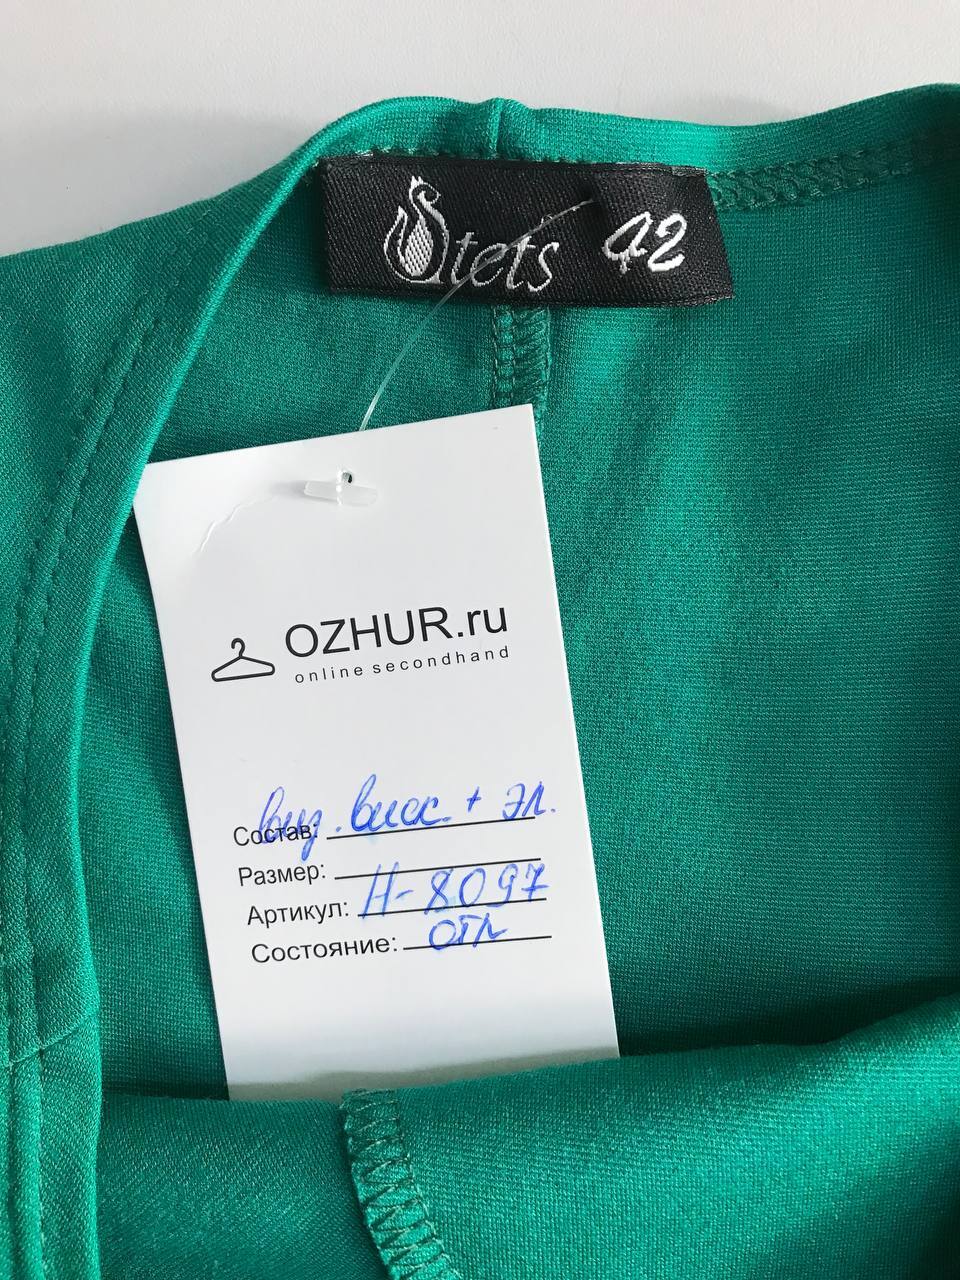 Stets 42
OZHUR.ru
online secondhand
Состав: виз. виск. + эл.
Размер:
Артикул: Н-8097
Состояние: отл